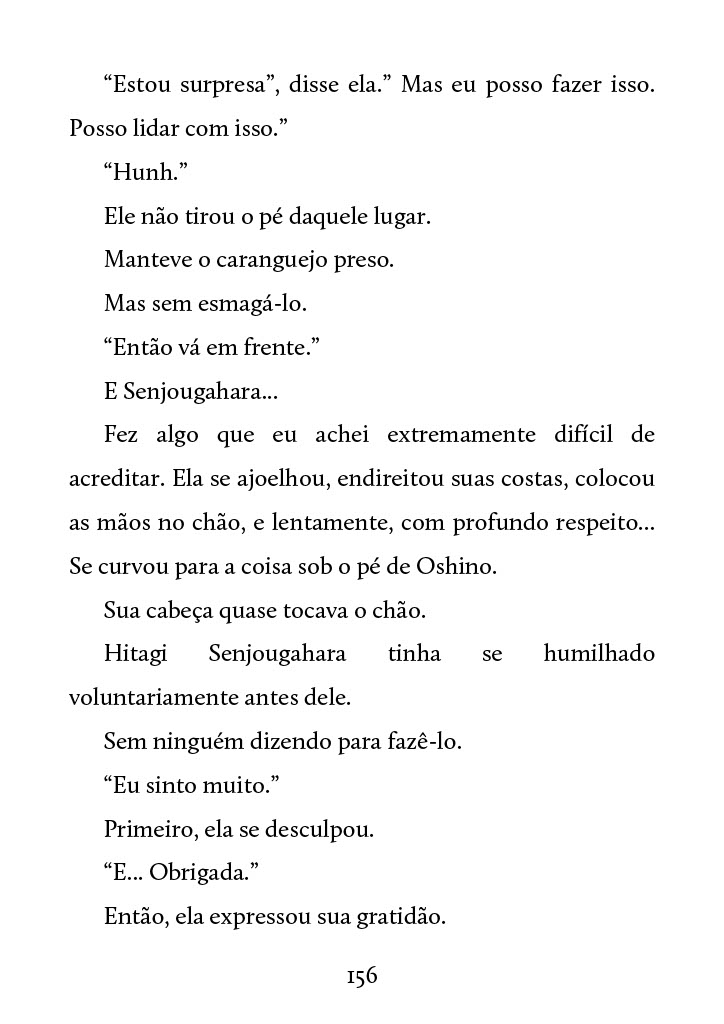 “Estou surpresa”, disse ela.” Mas eu posso fazer isso.
Posso lidar com isso.”
“Hunh.”
Ele não tirou o pé daquele lugar.
Manteve o caranguejo preso.
Mas sem esmagá-lo.
“Então vá em frente.”
E Senjougahara...
Fez algo que eu achei extremamente difícil de
acreditar. Ela se ajoelhou, endireitou suas costas, colocou
as mãos no chão, e lentamente, com profundo respeito...
Se curvou para a coisa sob o pé de Oshino.
Sua cabeça quase tocava o chão.
Hitagi Senjougahara tinha se humilhado
voluntariamente antes dele.
Sem ninguém dizendo para fazê-lo.
“Eu sinto muito.”
Primeiro, ela se desculpou.
“E... Obrigada.”
Então, ela expressou sua gratidão.
156